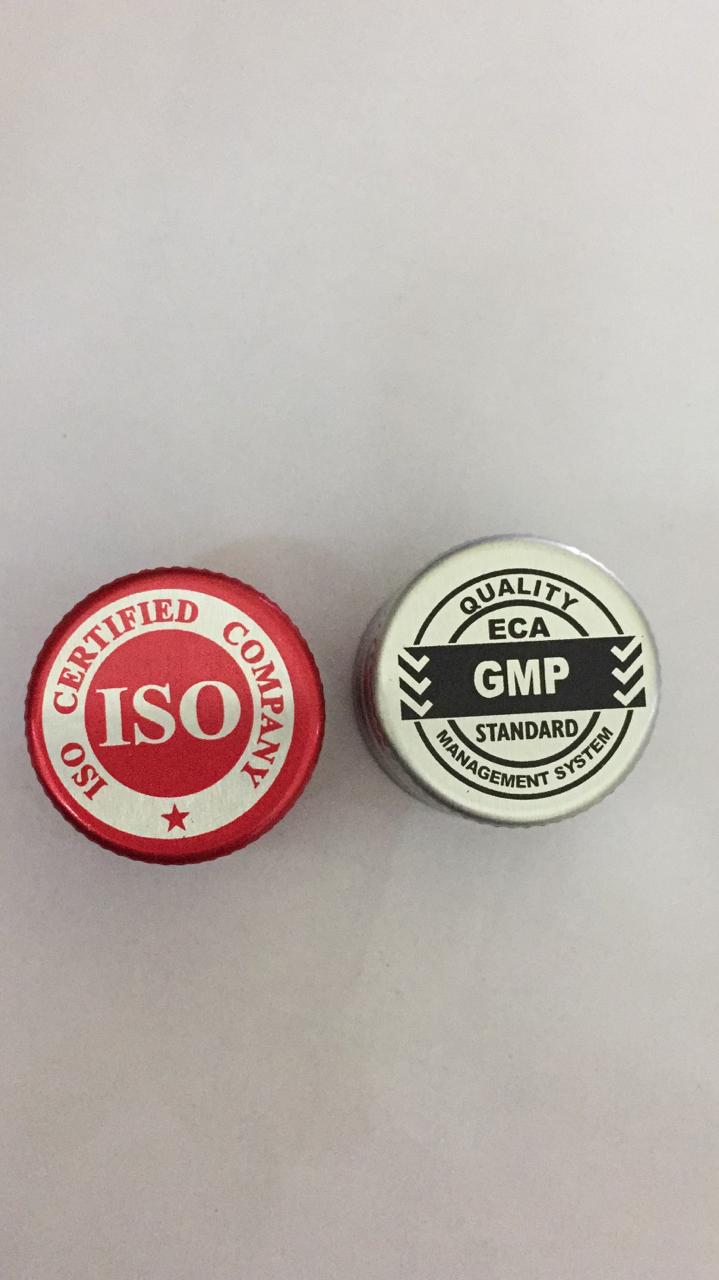 ISO CERTIFIED COMPANY
ISO
QUALITY
ECA
GMP
STANDARD
MANAGEMENT SYSTEM